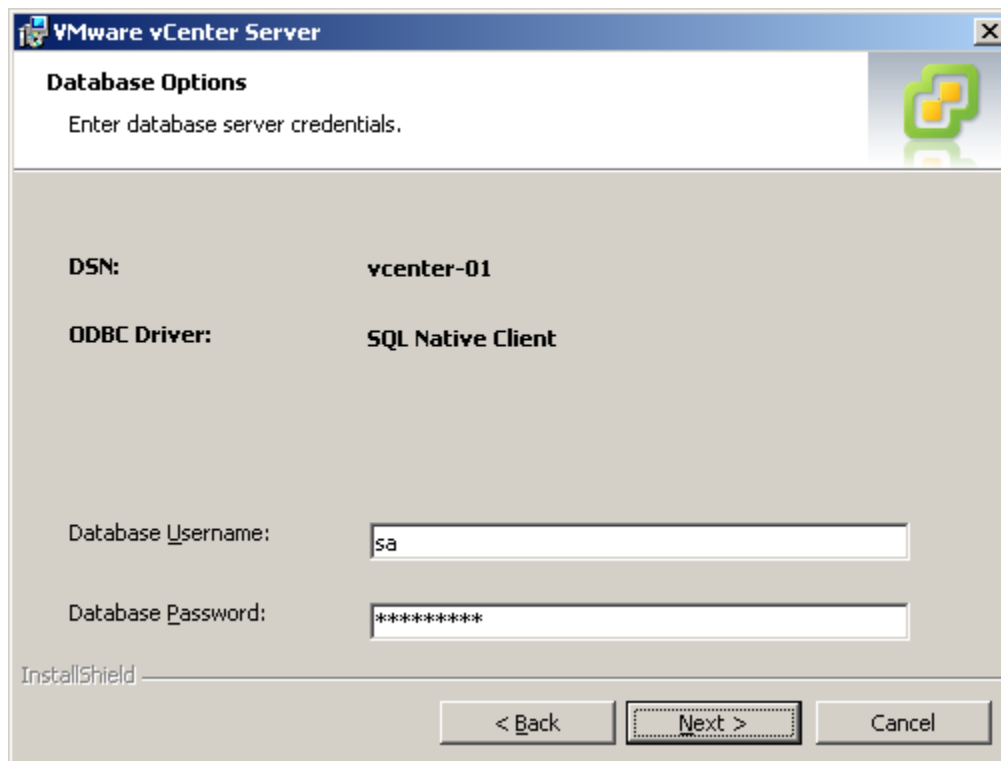 VMware vCenter Server
Database Options
Enter database server credentials.
DSN: vcenter-01
ODBC Driver: SQL Native Client
Database Username: sa
Database Password: *********
InstallShield
< Back Next > Cancel